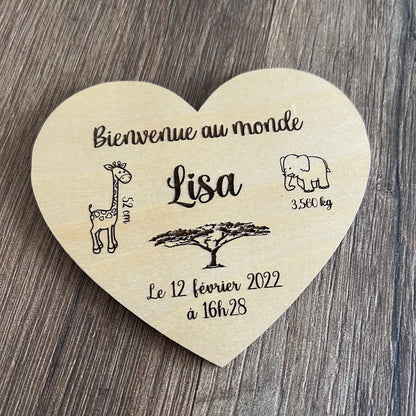 Bienvenue au monde
Lisa
52 cm
3,560 kg
Le 12 février 2022
à 16h28